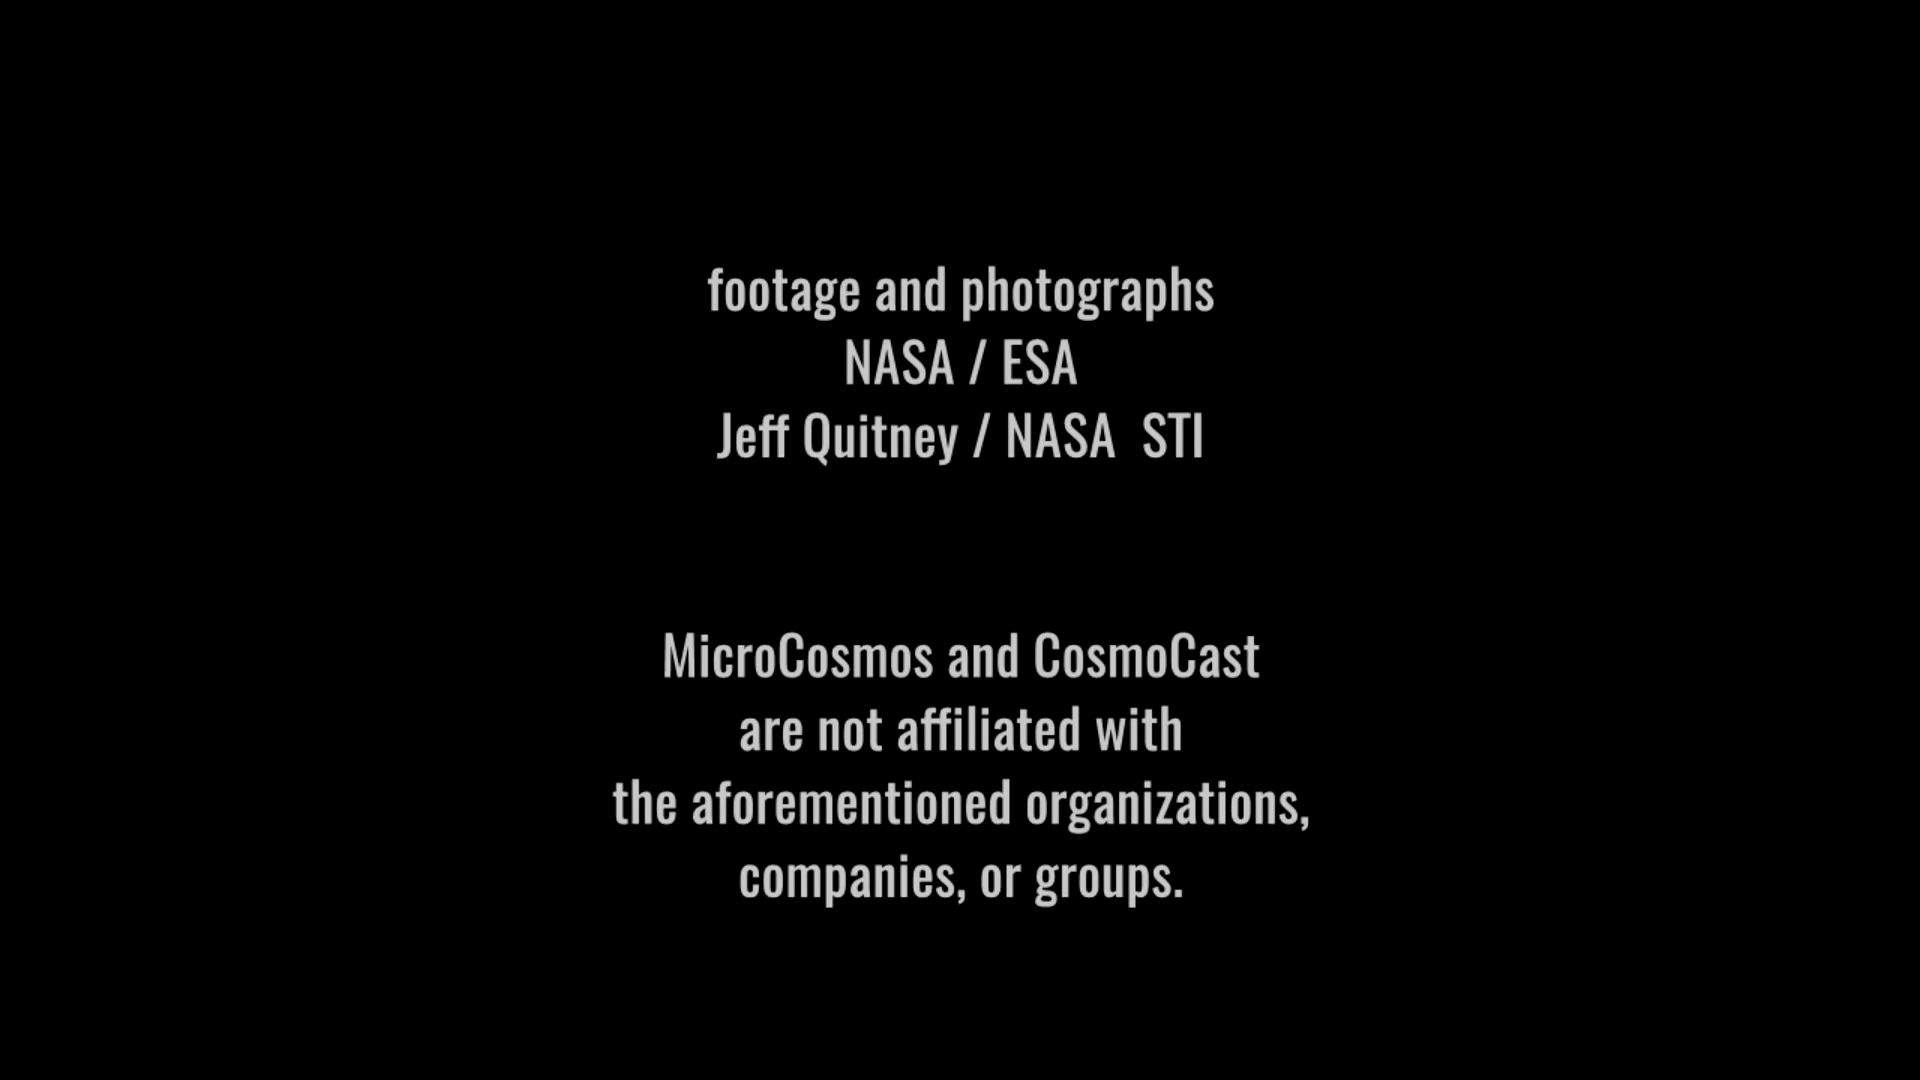 footage and photographs
NASA / ESA
Jeff Quitney / NASA  STI
MicroCosmos and CosmoCast
are not affiliated with
the aforementioned organizations,
companies, or groups.